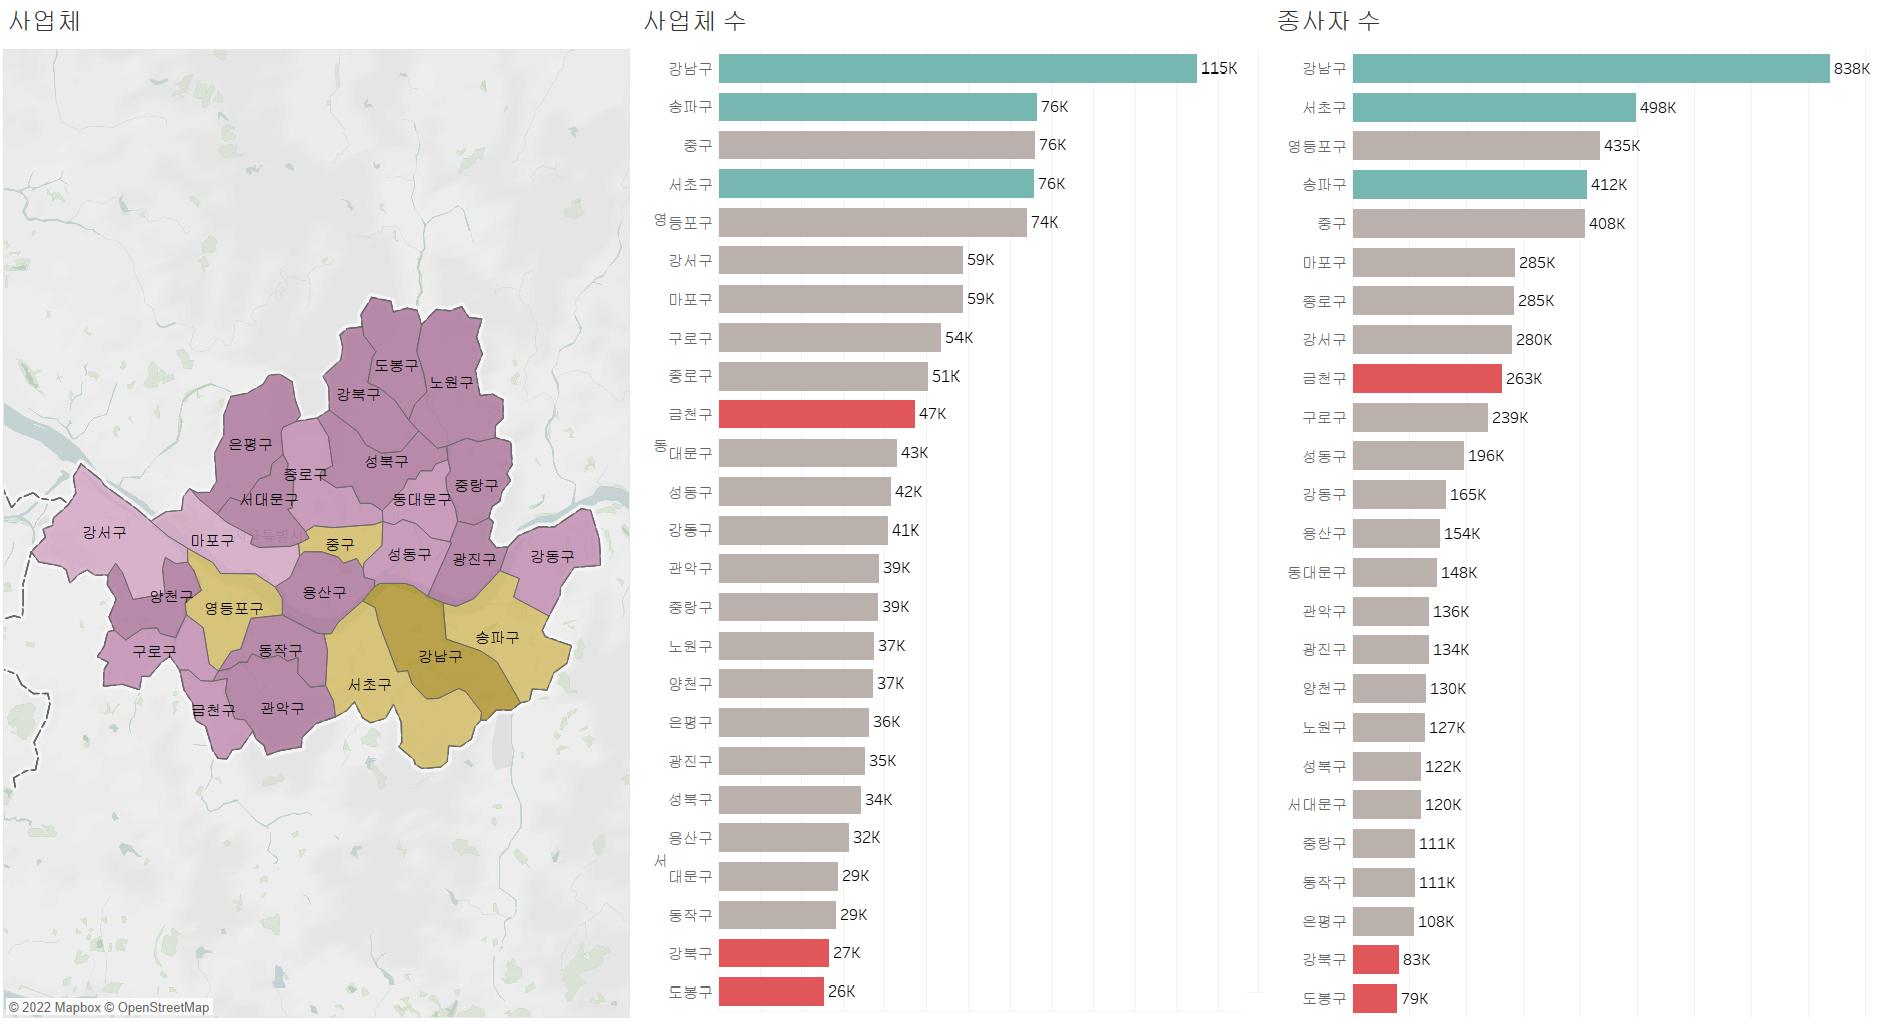 사업체
도봉구
노원구
강북구
은평구
성북구
종로구
중랑구
서대문구
동대문구
강서구
마포구
중구
성동구
광진구
강동구
양천구
용산구
영등포구
송파구
구로구
동작구
강남구
서초구
금천구
관악구
© 2022 Mapbox © OpenStreetMap
사업체 수
강남구 115K
송파구 76K
중구 76K
서초구 76K
영등포구 74K
강서구 59K
마포구 59K
구로구 54K
종로구 51K
금천구 47K
동대문구 43K
성동구 42K
강동구 41K
관악구 39K
중랑구 39K
노원구 37K
양천구 37K
은평구 36K
광진구 35K
성북구 34K
용산구 32K
서대문구 29K
동작구 29K
강북구 27K
도봉구 26K
종사자 수
강남구 838K
서초구 498K
영등포구 435K
송파구 412K
중구 408K
마포구 285K
종로구 285K
강서구 280K
금천구 263K
구로구 239K
성동구 196K
강동구 165K
용산구 154K
동대문구 148K
관악구 136K
광진구 134K
양천구 130K
노원구 127K
성북구 122K
서대문구 120K
중랑구 111K
동작구 111K
은평구 108K
강북구 83K
도봉구 79K